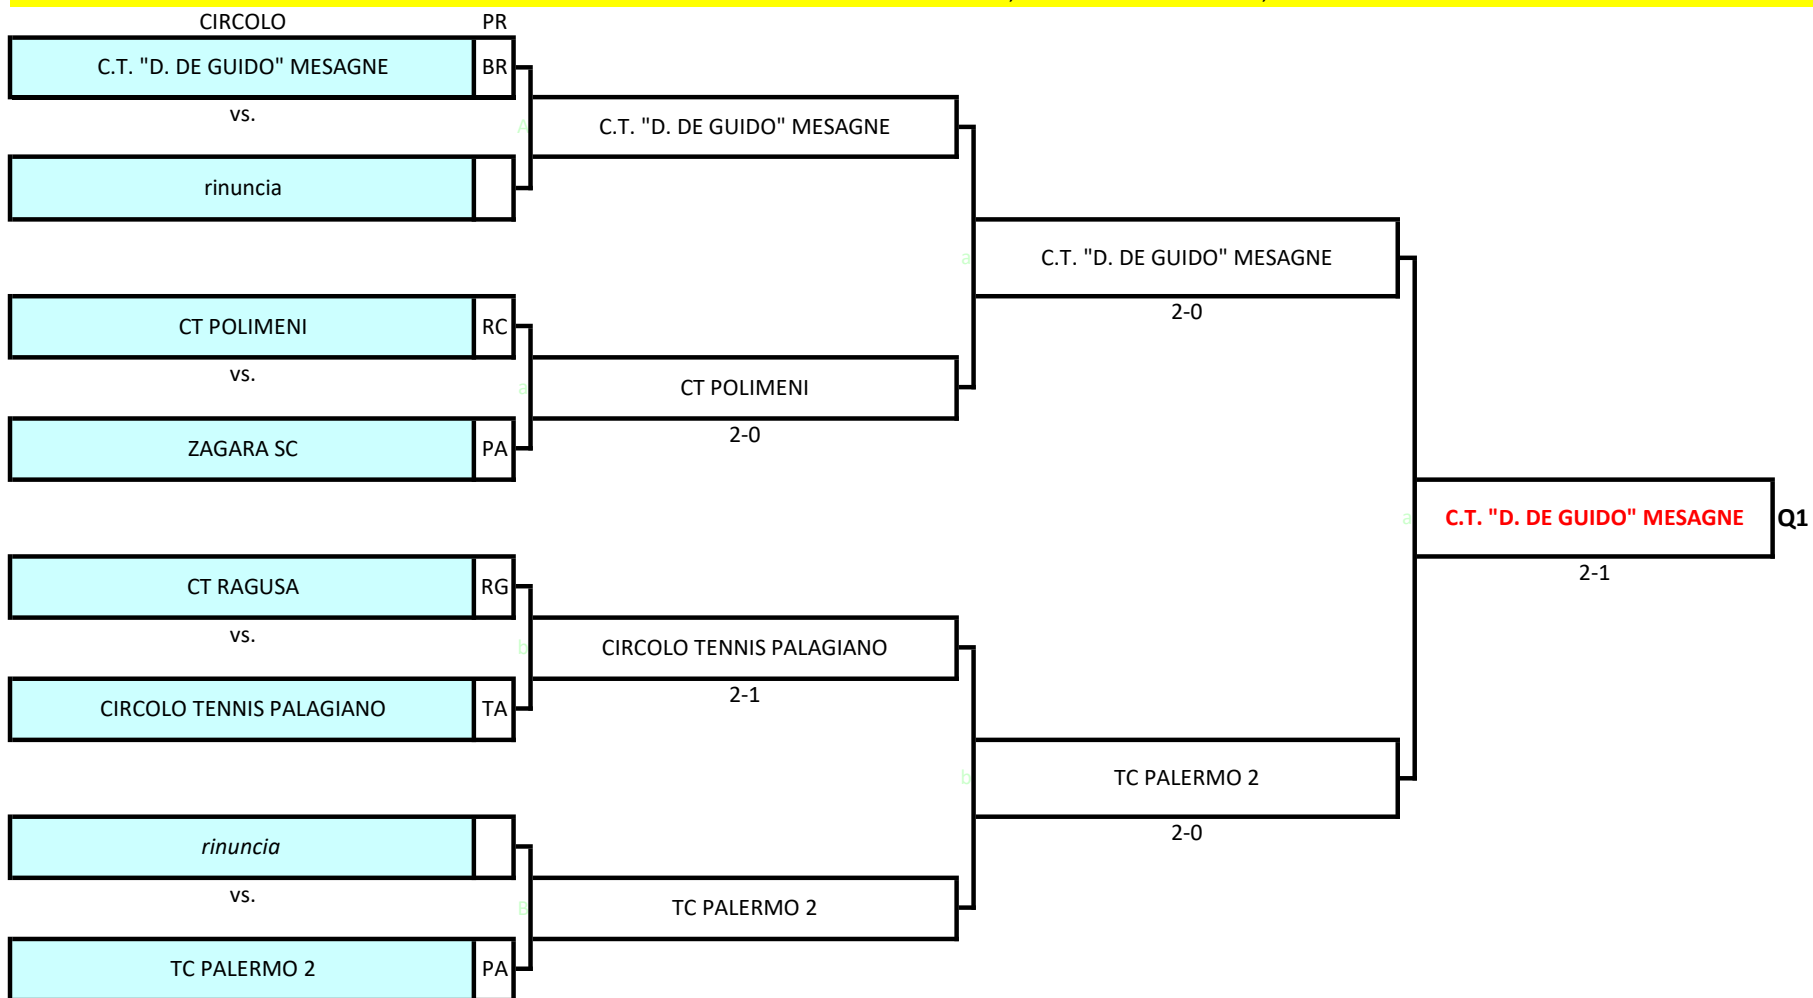 CIRCOLO PR
C.T. "D. DE GUIDO" MESAGNE BR
vs.
A C.T. "D. DE GUIDO" MESAGNE
rinuncia
a C.T. "D. DE GUIDO" MESAGNE
2-0
CT POLIMENI RC
vs.
a CT POLIMENI
2-0
ZAGARA SC PA
a C.T. "D. DE GUIDO" MESAGNE Q1
2-1
CT RAGUSA RG
vs.
b CIRCOLO TENNIS PALAGIANO
2-1
CIRCOLO TENNIS PALAGIANO TA
b TC PALERMO 2
2-0
rinuncia
vs.
B TC PALERMO 2
TC PALERMO 2 PA